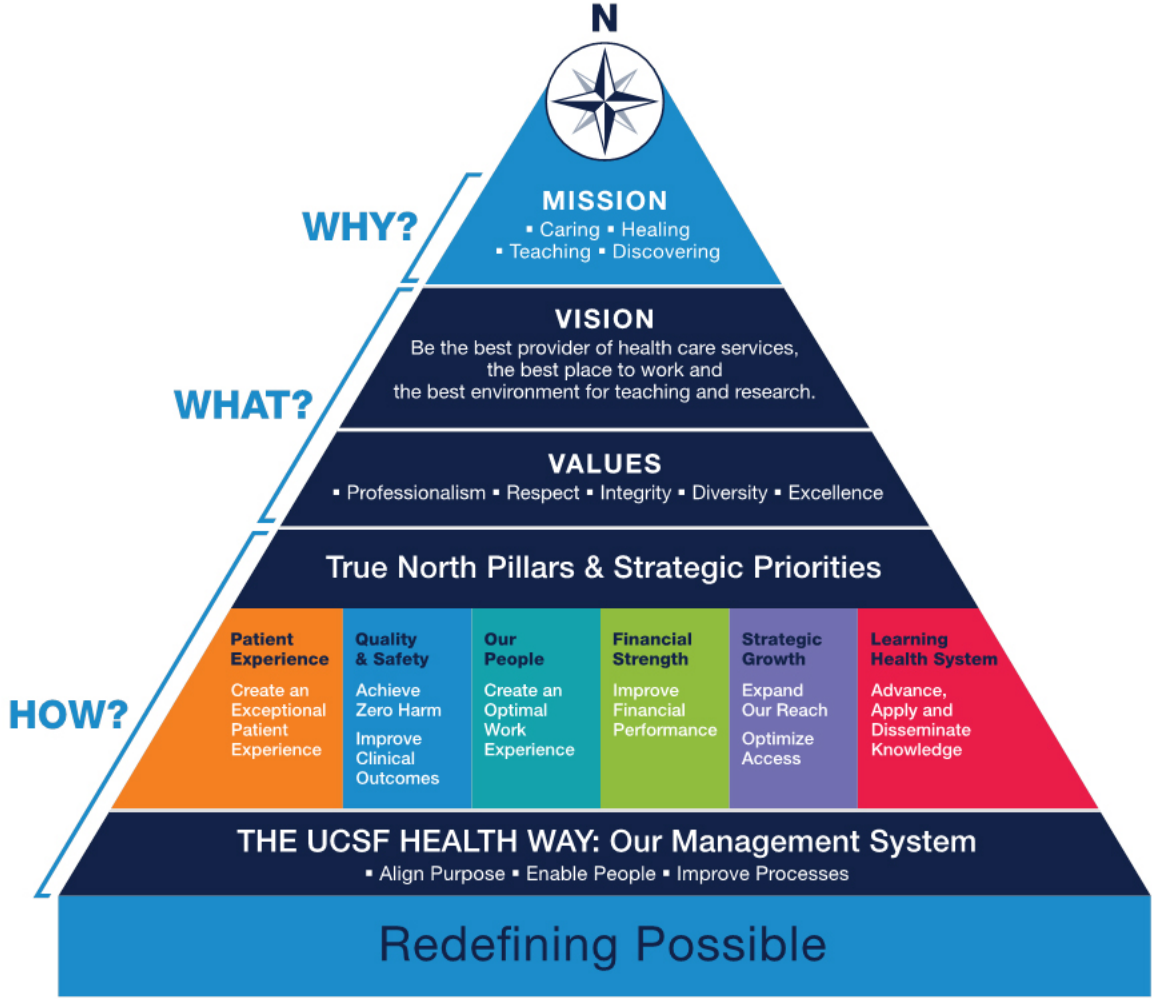 N
WHY?
MISSION
▪ Caring ▪ Healing
▪ Teaching ▪ Discovering
WHAT?
VISION
Be the best provider of health care services,
the best place to work and
the best environment for teaching and research.
VALUES
▪ Professionalism ▪ Respect ▪ Integrity ▪ Diversity ▪ Excellence
HOW?
True North Pillars & Strategic Priorities
Patient
Experience
Create an
Exceptional
Patient
Experience
Quality
& Safety
Achieve
Zero Harm
Improve
Clinical
Outcomes
Our
People
Create an
Optimal
Work
Experience
Financial
Strength
Improve
Financial
Performance
Strategic
Growth
Expand
Our Reach
Optimize
Access
Learning
Health System
Advance,
Apply and
Disseminate
Knowledge
THE UCSF HEALTH WAY: Our Management System
▪ Align Purpose ▪ Enable People ▪ Improve Processes
Redefining Possible